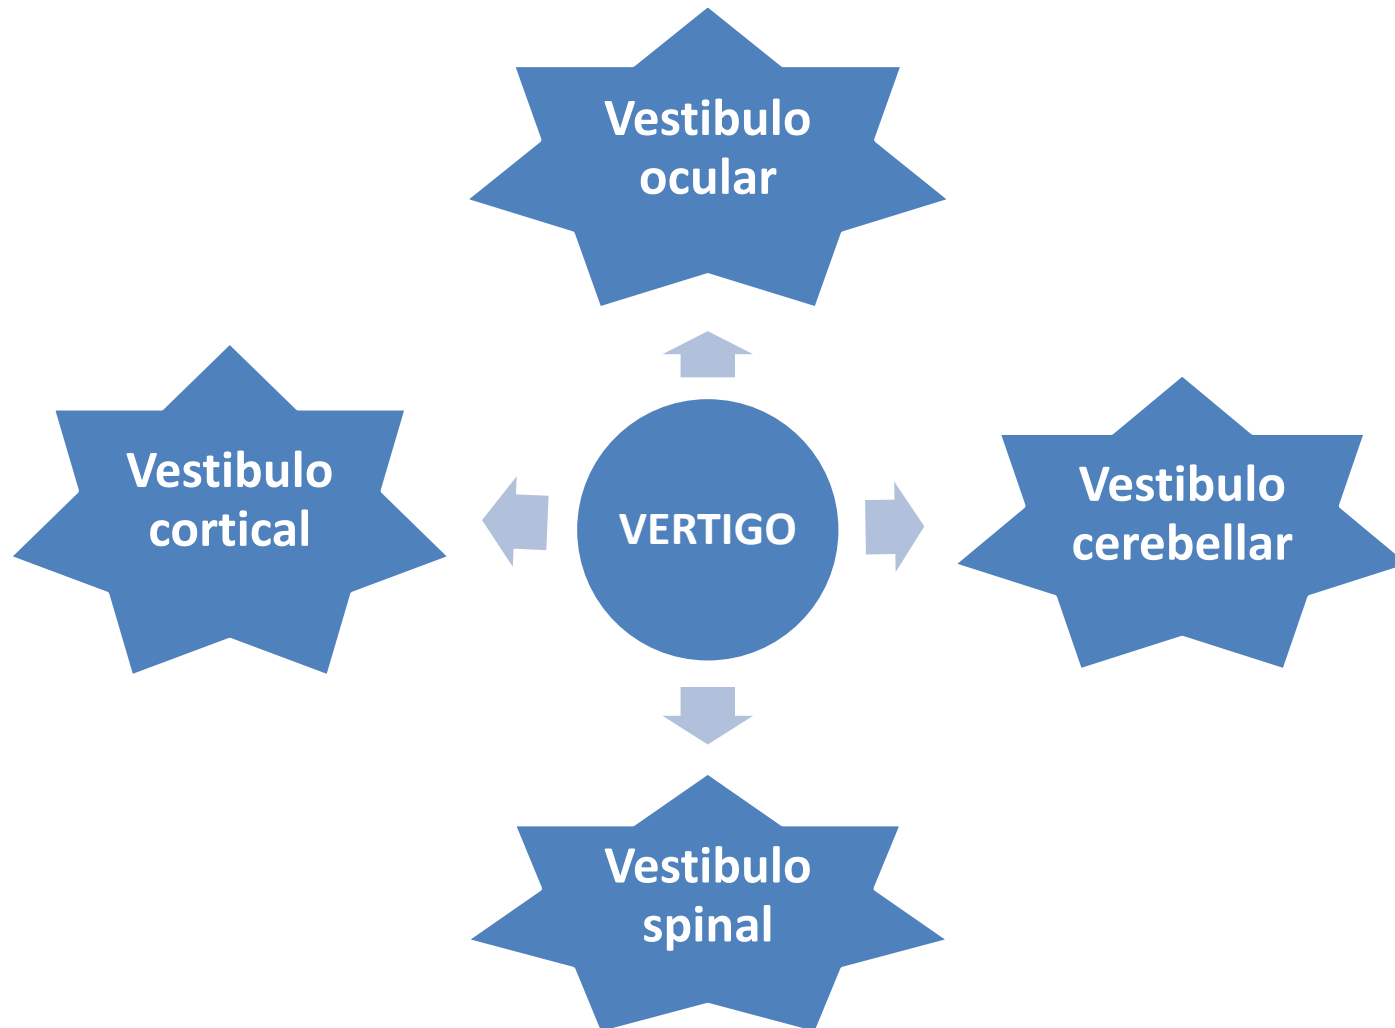 Vestibulo
ocular
Vestibulo
cortical
VERTIGO
Vestibulo
cerebellar
Vestibulo
spinal